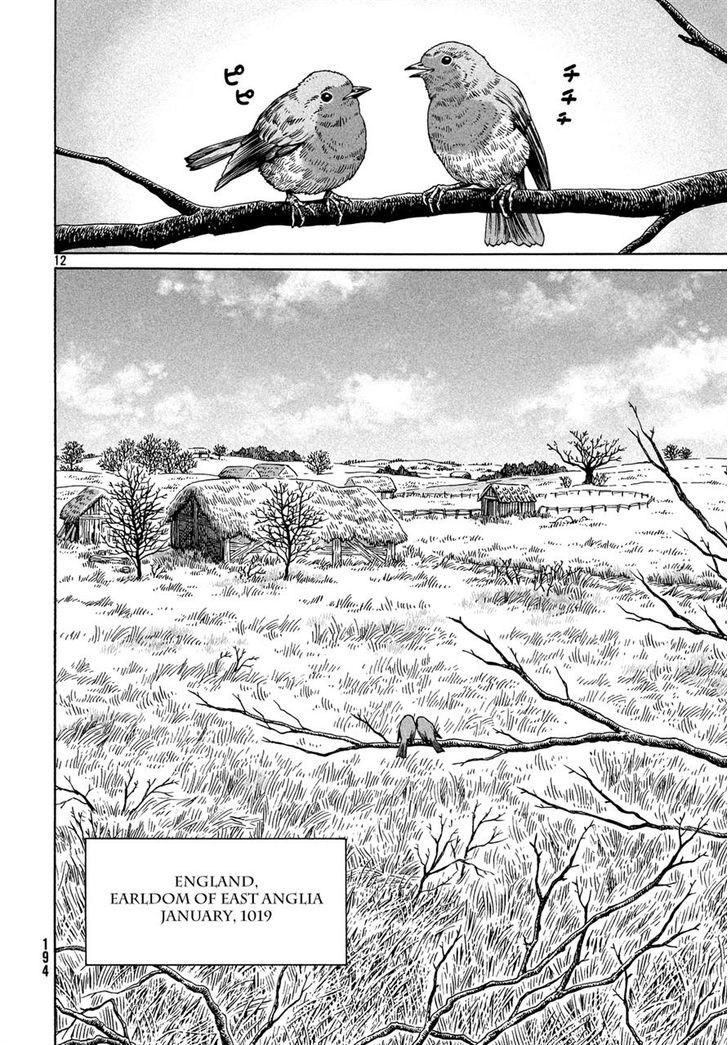 ピピ
チチチ
12
ENGLAND,
EARLDOM OF EAST ANGLIA
JANUARY, 1019
194